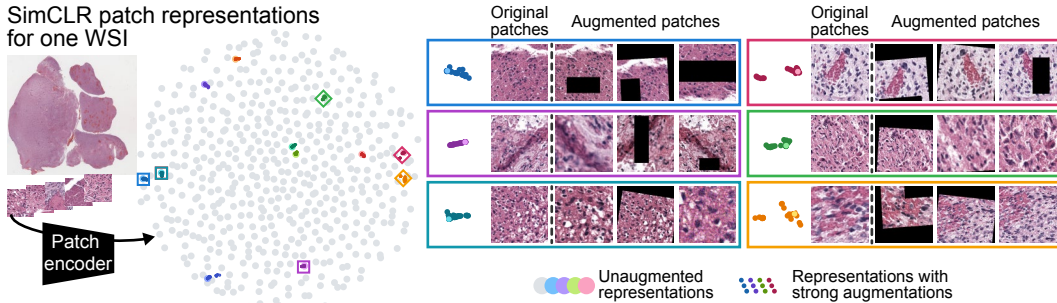 SimCLR patch representations
for one WSI
Patch
encoder
Original
patches
Augmented patches
Original
patches
Augmented patches
Unaugmented
representations
Representations with
strong augmentations